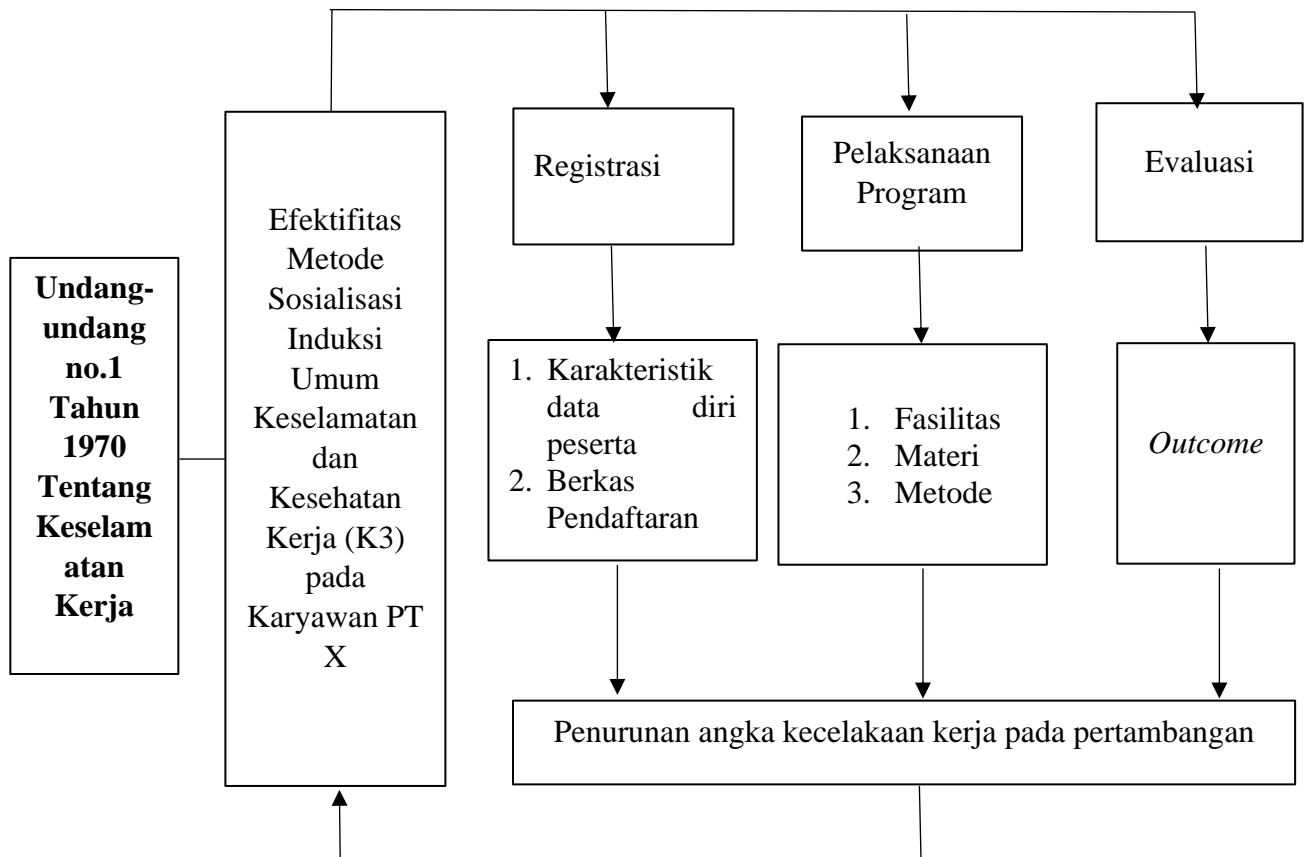 Undang-
undang
no.1
Tahun
1970
Tentang
Keselam
atan
Kerja
Efektifitas
Metode
Sosialisasi
Induksi
Umum
Keselamatan
dan
Kesehatan
Kerja (K3)
pada
Karyawan PT
X
Registrasi
1. Karakteristik
data diri
peserta
2. Berkas
Pendaftaran
Pelaksanaan
Program
1. Fasilitas
2. Materi
3. Metode
Evaluasi
Outcome
Penurunan angka kecelakaan kerja pada pertambangan